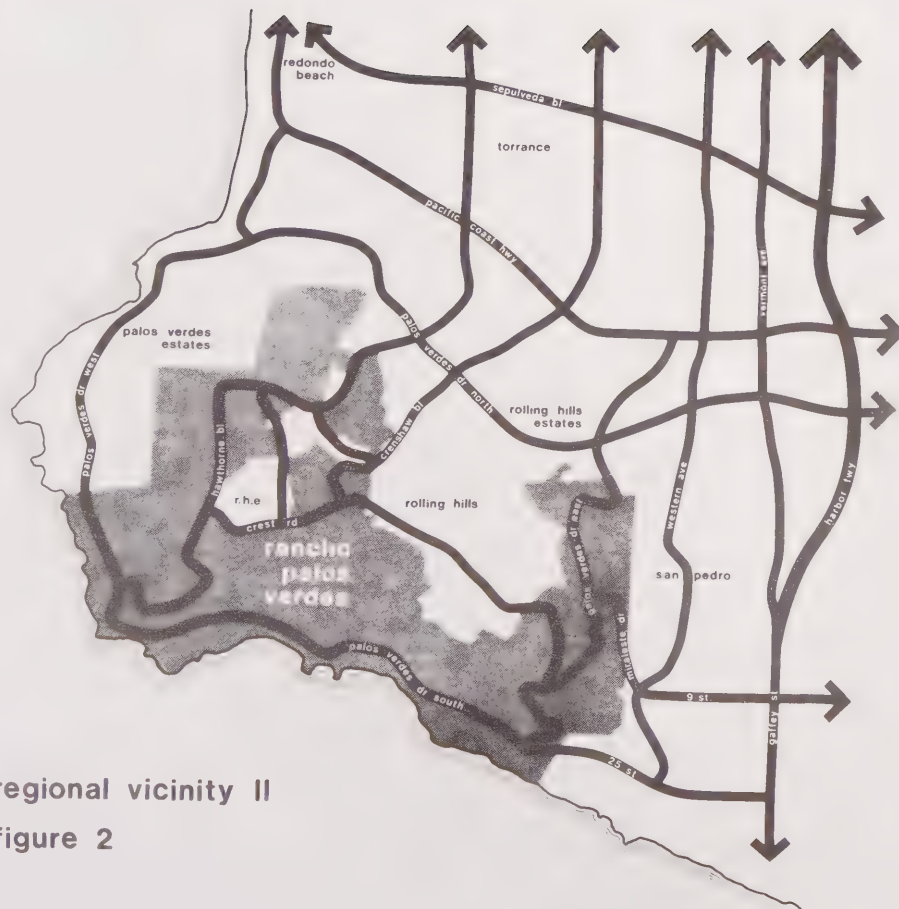 redondo
beach
sepulveda bl
torrance
pacific coast hwy
vermont ave
palos verdes
estates
palos verdes dr west
palos verdes dr north
rolling hills
estates
hawthorne bl
crenshaw bl
r.h.e
crest rd
rolling hills
palos verdes dr east
western ave
harbor fwy
rancho
palos
verdes
san pedro
miraleste dr
palos verdes dr south
9 st
gaffey st
25 st
regional vicinity II
figure 2